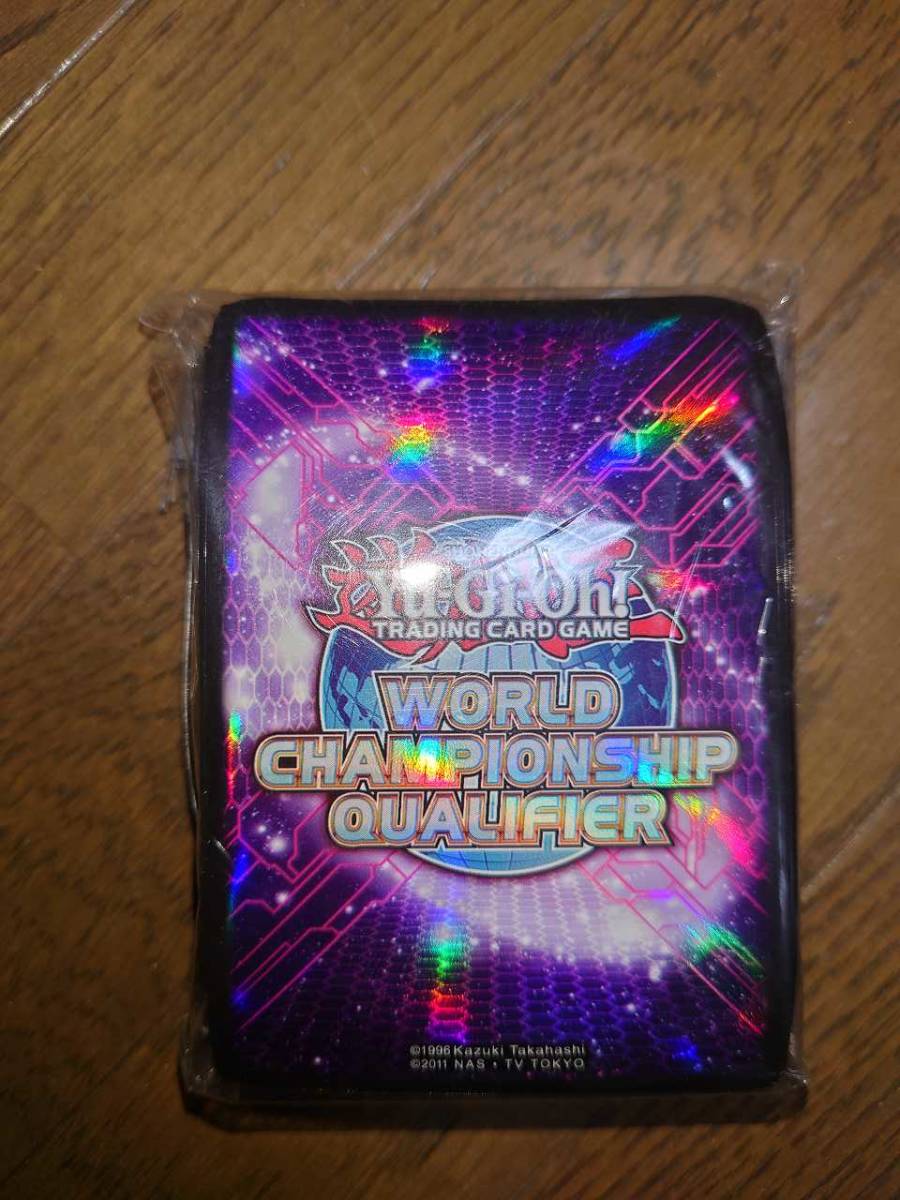 Yu-Gi-Oh!
TRADING CARD GAME
WORLD
CHAMPIONSHIP
QUALIFIER
©1996 Kazuki Takahashi
©2011 NAS • TV TOKYO